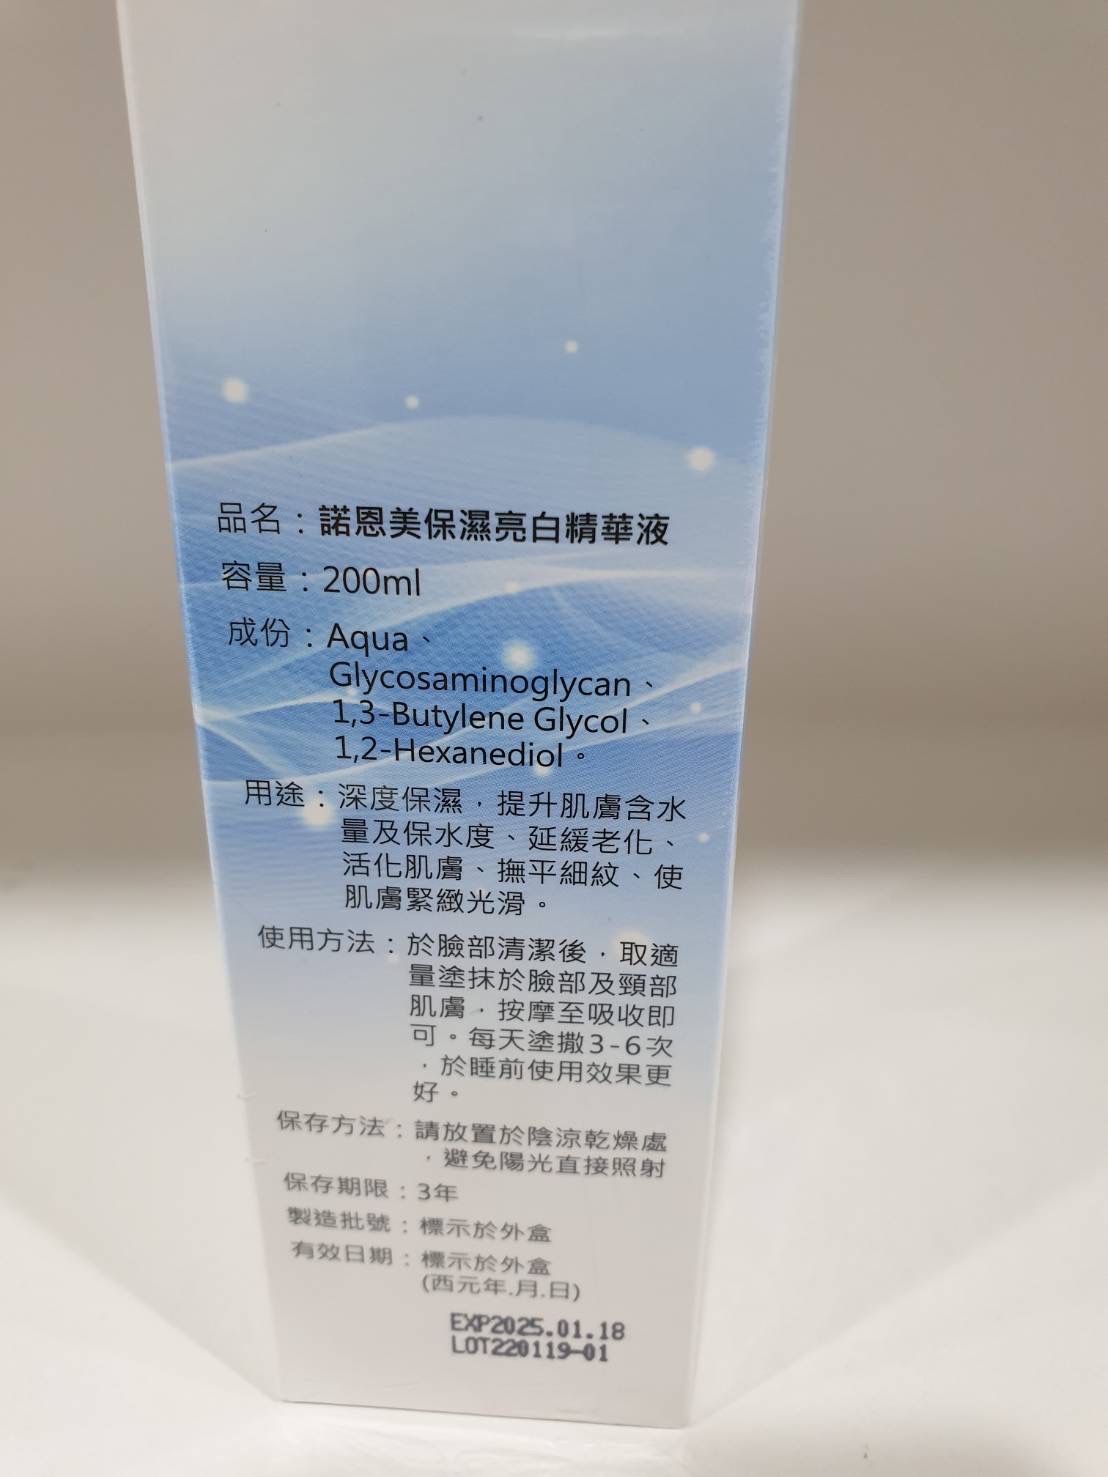 品名：諾恩美保濕亮白精華液
容量：200ml
成份：Aqua、
Glycosaminoglycan、
1,3-Butylene Glycol、
1,2-Hexanediol。
用途：深度保濕，提升肌膚含水
量及保水度、延緩老化、
活化肌膚、撫平細紋、使
肌膚緊緻光滑。
使用方法：於臉部清潔後，取適
量塗抹於臉部及頸部
肌膚，按摩至吸收即
可。每天塗撒3-6次
，於睡前使用效果更
好。
保存方法：請放置於陰涼乾燥處
，避免陽光直接照射
保存期限：3年
製造批號：標示於外盒
有效日期：標示於外盒
(西元年.月.日)
EXP2025.01.18
LOT220119-01